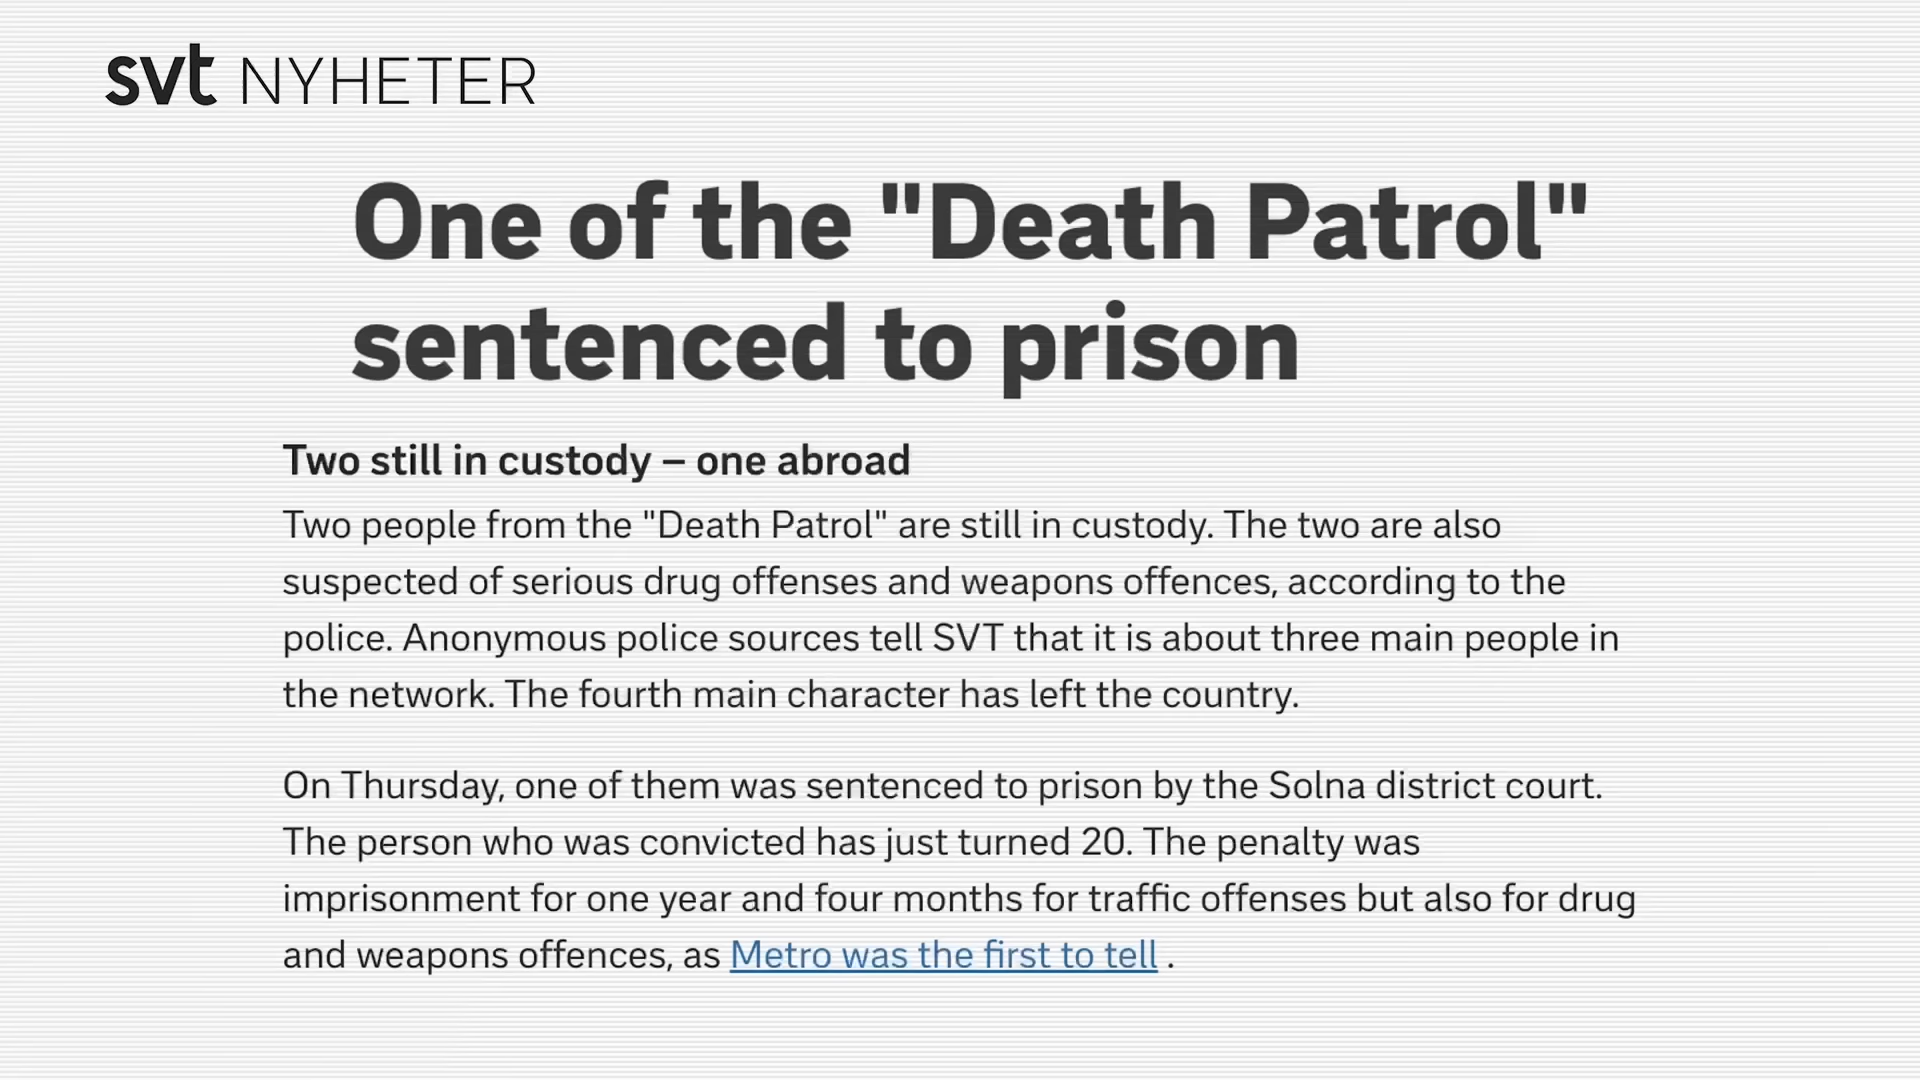 svt NYHETER
One of the "Death Patrol"
sentenced to prison
Two still in custody – one abroad
Two people from the "Death Patrol" are still in custody. The two are also
suspected of serious drug offenses and weapons offences, according to the
police. Anonymous police sources tell SVT that it is about three main people in
the network. The fourth main character has left the country.
On Thursday, one of them was sentenced to prison by the Solna district court.
The person who was convicted has just turned 20. The penalty was
imprisonment for one year and four months for traffic offenses but also for drug
and weapons offences, as Metro was the first to tell .